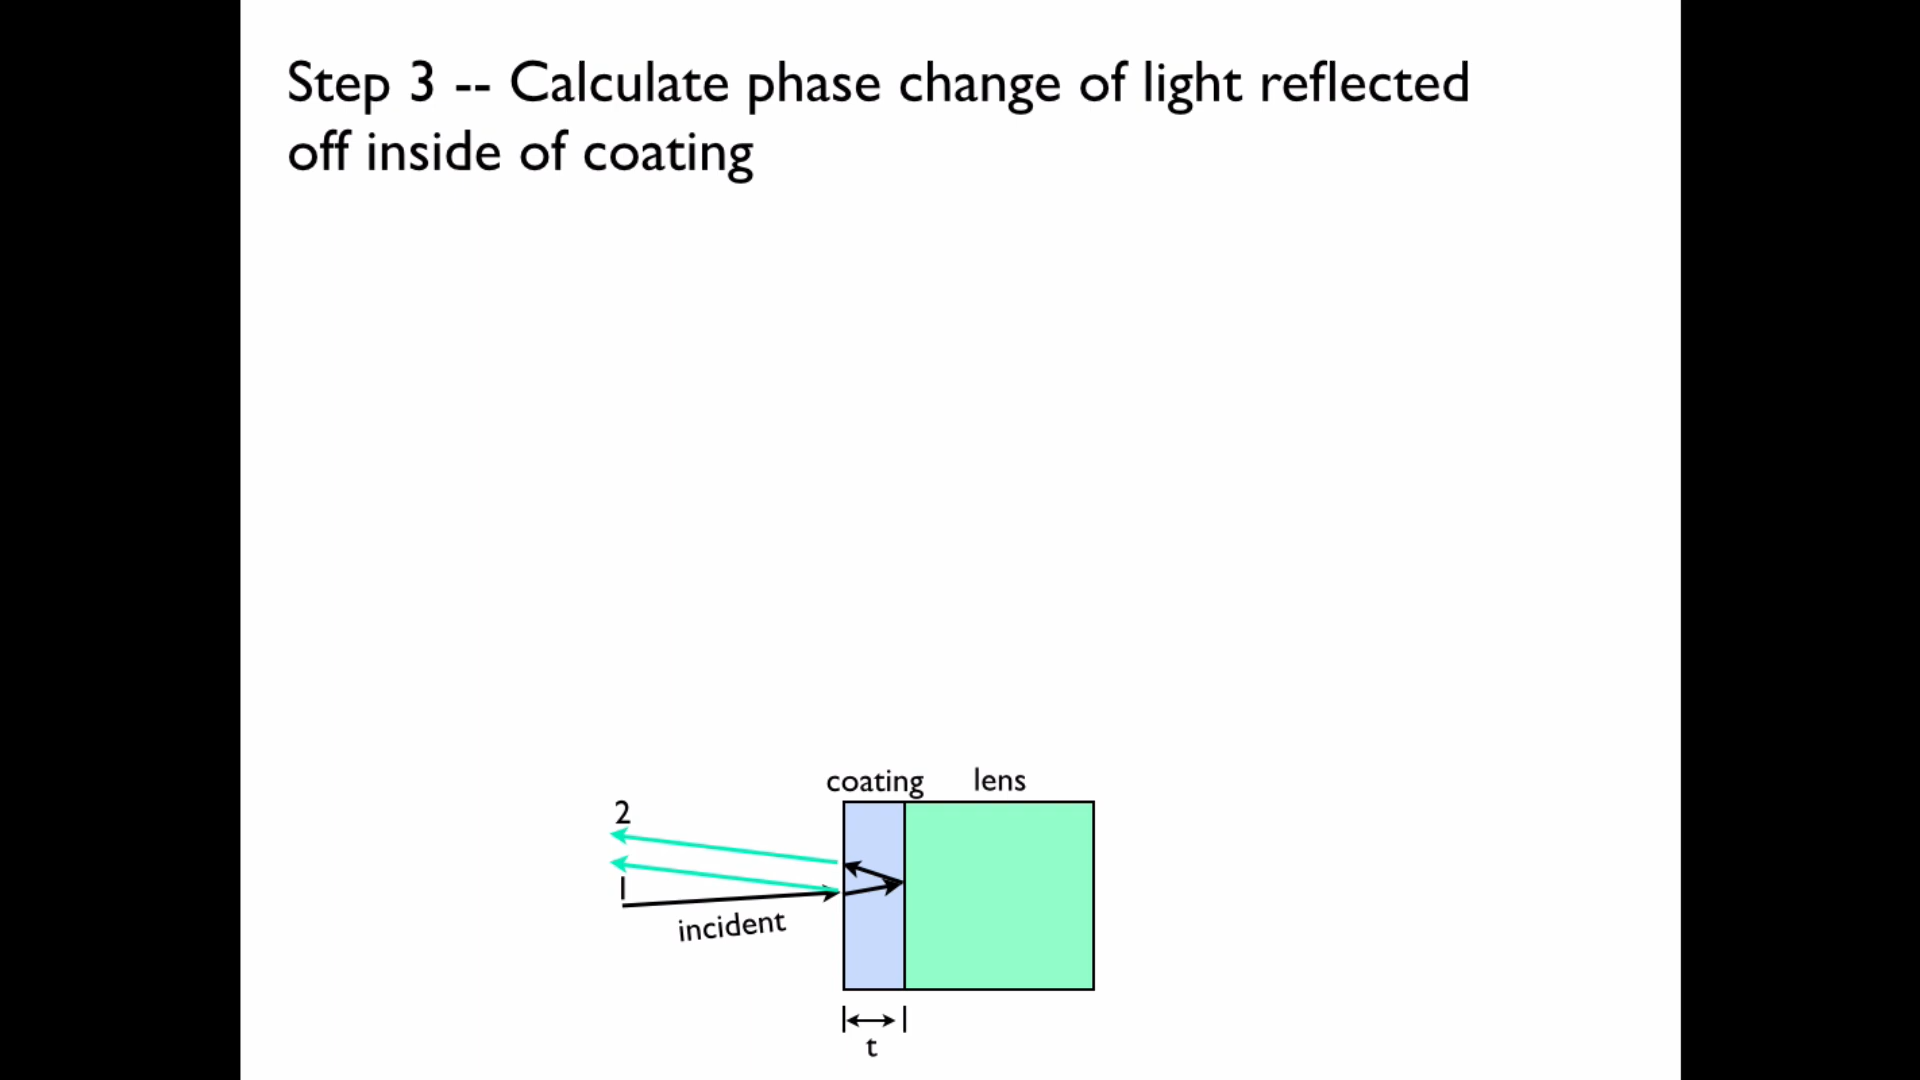 Step 3 -- Calculate phase change of light reflected
off inside of coating
coating
lens
2
1
incident
t